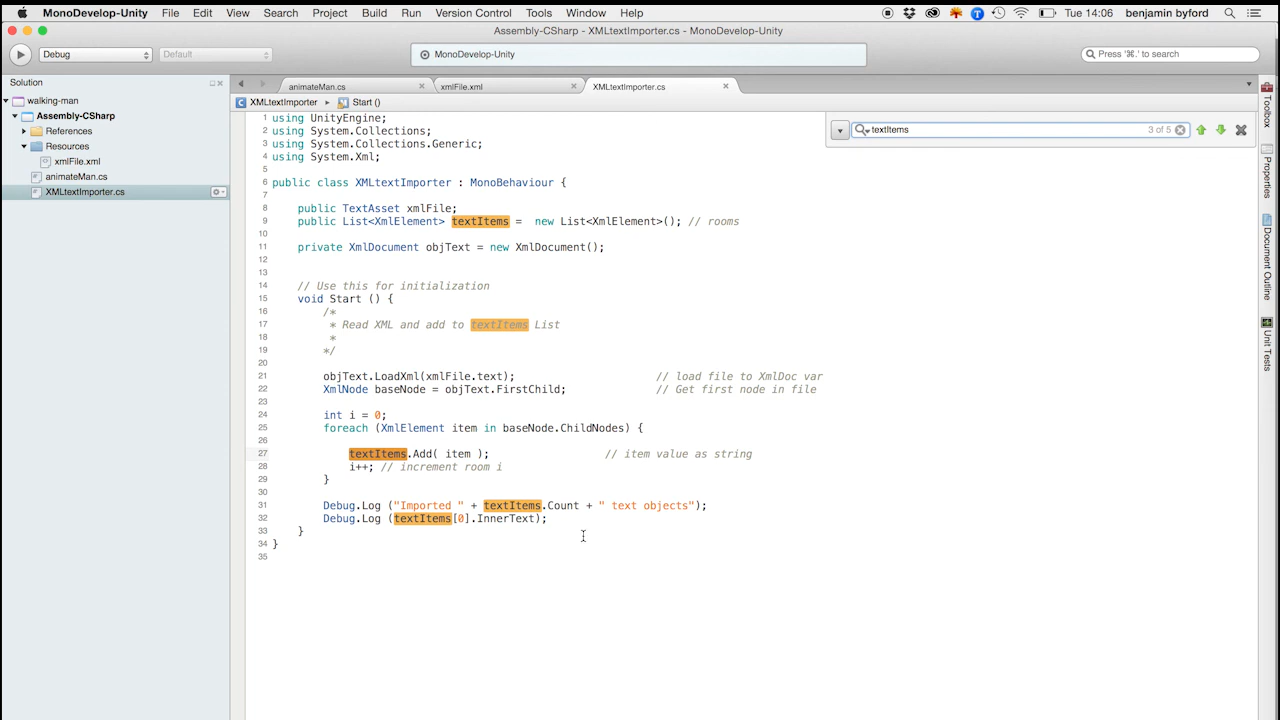 MonoDevelop-Unity File Edit View Search Project Build Run Version Control Tools Window Help Tue 14:06 benjamin byford
Assembly-CSharp - XMLtextImporter.cs - MonoDevelop-Unity
Debug Default MonoDevelop-Unity Press '⌘.' to search
Solution
walking-man
Assembly-CSharp
References
Resources
xmlFile.xml
animateMan.cs
XMLtextImporter.cs
animateMan.cs xmlFile.xml XMLtextImporter.cs
XMLtextImporter Start ()
textItems 3 of 5
1 using UnityEngine;
2 using System.Collections;
3 using System.Collections.Generic;
4 using System.Xml;
5
6 public class XMLtextImporter : MonoBehaviour {
7
8 public TextAsset xmlFile;
9 public List<XmlElement> textItems = new List<XmlElement>(); // rooms
10
11 private XmlDocument objText = new XmlDocument();
12
13
14 // Use this for initialization
15 void Start () {
16 /*
17 * Read XML and add to textItems List
18 *
19 */
20
21 objText.LoadXml(xmlFile.text); // load file to XmlDoc var
22 XmlNode baseNode = objText.FirstChild; // Get first node in file
23
24 int i = 0;
25 foreach (XmlElement item in baseNode.ChildNodes) {
26
27 textItems.Add( item ); // item value as string
28 i++; // increment room i
29 }
30
31 Debug.Log ("Imported " + textItems.Count + " text objects");
32 Debug.Log (textItems[0].InnerText);
33 }
34 }
35
Toolbox
Properties
Document Outline
Unit Tests